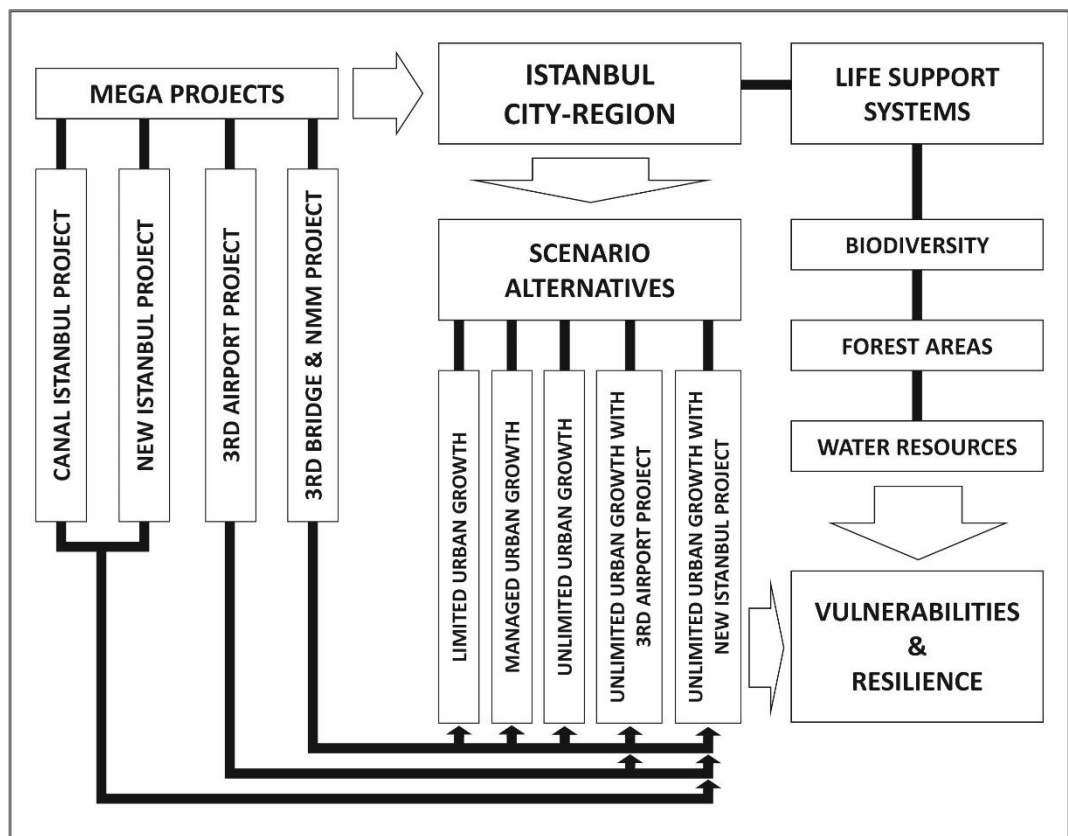 MEGA PROJECTS
CANAL ISTANBUL PROJECT
NEW ISTANBUL PROJECT
3RD AIRPORT PROJECT
3RD BRIDGE & NMM PROJECT
ISTANBUL
CITY-REGION
SCENARIO
ALTERNATIVES
LIMITED URBAN GROWTH
MANAGED URBAN GROWTH
UNLIMITED URBAN GROWTH
UNLIMITED URBAN GROWTH WITH
3RD AIRPORT PROJECT
UNLIMITED URBAN GROWTH WITH
NEW ISTANBUL PROJECT
LIFE SUPPORT
SYSTEMS
BIODIVERSITY
FOREST AREAS
WATER RESOURCES
VULNERABILITIES
&
RESILIENCE